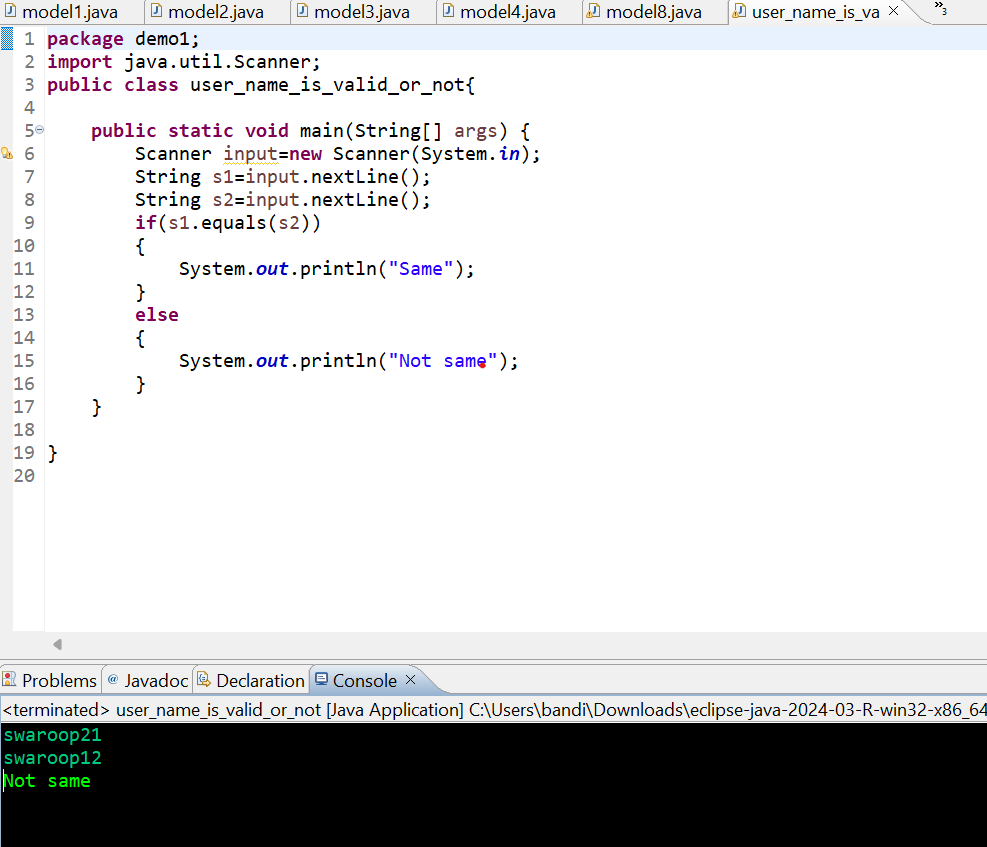 model1.java model2.java model3.java model4.java model8.java user_name_is_va »3
1 package demo1;
2 import java.util.Scanner;
3 public class user_name_is_valid_or_not{
4
5 public static void main(String[] args) {
6 Scanner input=new Scanner(System.in);
7 String s1=input.nextLine();
8 String s2=input.nextLine();
9 if(s1.equals(s2))
10 {
11 System.out.println("Same");
12 }
13 else
14 {
15 System.out.println("Not same");
16 }
17 }
18
19 }
20
Problems Javadoc Declaration Console
<terminated> user_name_is_valid_or_not [Java Application] C:\Users\bandi\Downloads\eclipse-java-2024-03-R-win32-x86_64
swaroop21
swaroop12
Not same